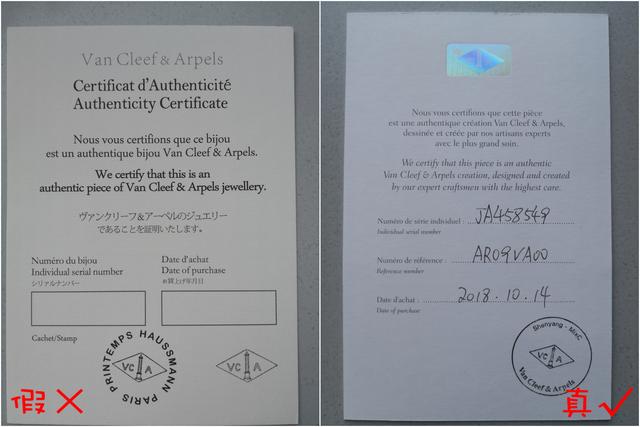 Van Cleef & Arpels
Certificat d'Authenticité
Authenticity Certificate
Nous vous certifions que ce bijou
est un authentique bijou Van Cleef & Arpels.
We certify that this is an
authentic piece of Van Cleef & Arpels jewellery.
ヴァンクリーフ&アーペルのジュエリー
であることを証明いたします。
Numéro du bijou
Individual serial number
シリアルナンバー
Date d'achat
Date of purchase
お買上げ年月日
Cachet/Stamp
PRINTEMPS HAUSSMANN PARIS
VC A
VC A
假 ×
Nous vous certifions que cette pièce
est une authentique création Van Cleef & Arpels,
dessinée et créée par nos artisans experts
avec le plus grand soin.
We certify that this piece is an authentic
Van Cleef & Arpels creation, designed and created
by our expert craftsmen with the highest care.
Numéro de série individuel : JA458549
Individual serial number
Numéro de référence : AR09VA00
Reference number
Date d'achat : 2018.10.14
Date of purchase
Shenyang - MixC
VC A
Van Cleef & Arpels
真 ✓